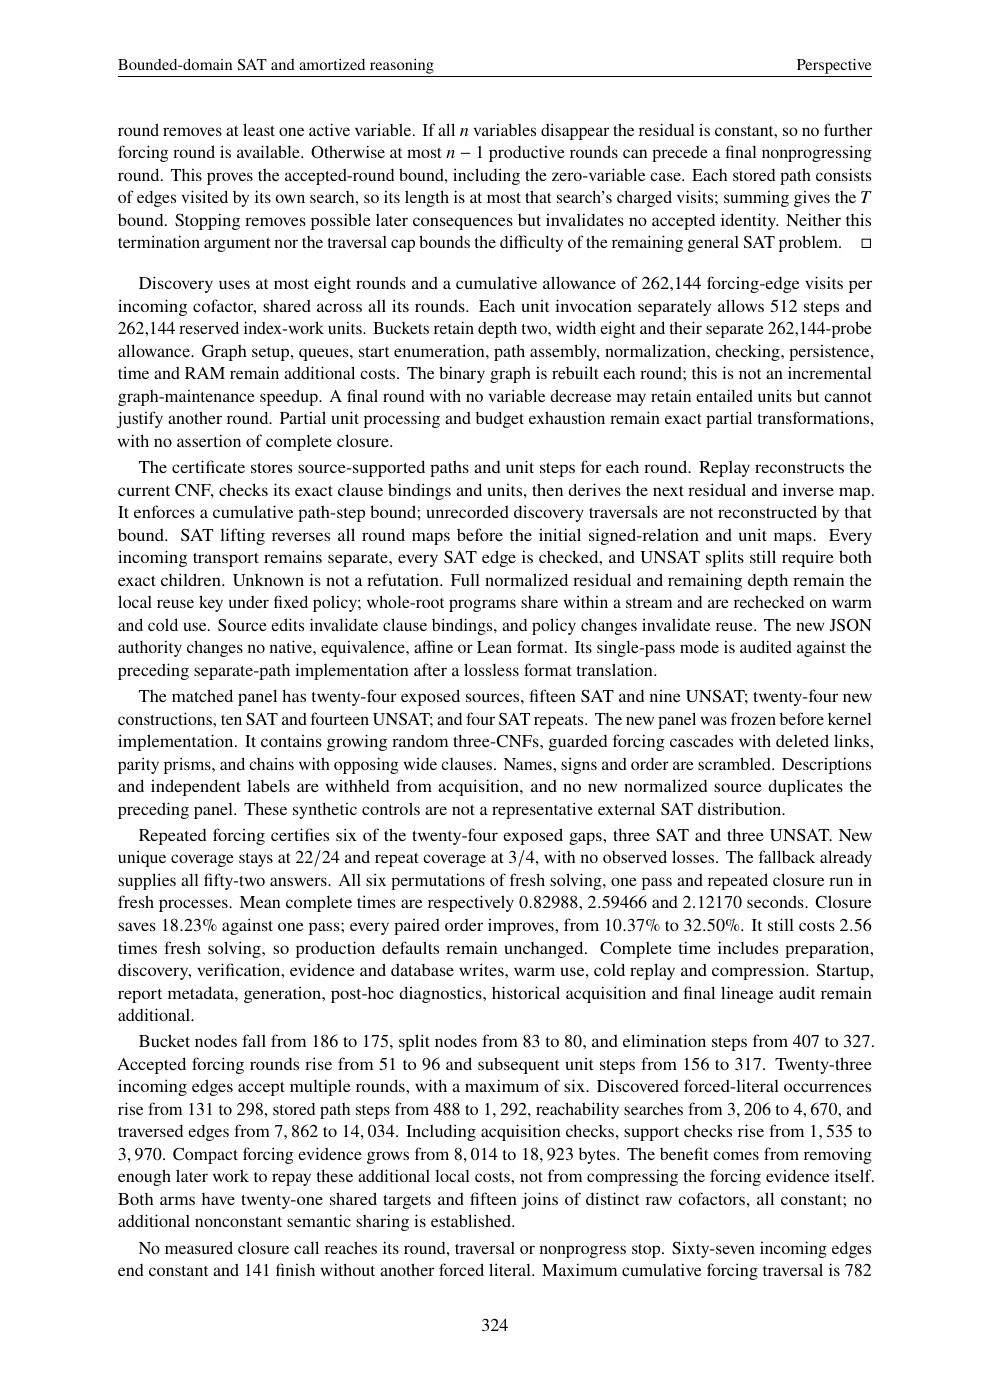 Bounded-domain SAT and amortized reasoning Perspective
round removes at least one active variable. If all n variables disappear the residual is constant, so no further
forcing round is available. Otherwise at most n − 1 productive rounds can precede a final nonprogressing
round. This proves the accepted-round bound, including the zero-variable case. Each stored path consists
of edges visited by its own search, so its length is at most that search's charged visits; summing gives the T
bound. Stopping removes possible later consequences but invalidates no accepted identity. Neither this
termination argument nor the traversal cap bounds the difficulty of the remaining general SAT problem. □
Discovery uses at most eight rounds and a cumulative allowance of 262,144 forcing-edge visits per
incoming cofactor, shared across all its rounds. Each unit invocation separately allows 512 steps and
262,144 reserved index-work units. Buckets retain depth two, width eight and their separate 262,144-probe
allowance. Graph setup, queues, start enumeration, path assembly, normalization, checking, persistence,
time and RAM remain additional costs. The binary graph is rebuilt each round; this is not an incremental
graph-maintenance speedup. A final round with no variable decrease may retain entailed units but cannot
justify another round. Partial unit processing and budget exhaustion remain exact partial transformations,
with no assertion of complete closure.
The certificate stores source-supported paths and unit steps for each round. Replay reconstructs the
current CNF, checks its exact clause bindings and units, then derives the next residual and inverse map.
It enforces a cumulative path-step bound; unrecorded discovery traversals are not reconstructed by that
bound. SAT lifting reverses all round maps before the initial signed-relation and unit maps. Every
incoming transport remains separate, every SAT edge is checked, and UNSAT splits still require both
exact children. Unknown is not a refutation. Full normalized residual and remaining depth remain the
local reuse key under fixed policy; whole-root programs share within a stream and are rechecked on warm
and cold use. Source edits invalidate clause bindings, and policy changes invalidate reuse. The new JSON
authority changes no native, equivalence, affine or Lean format. Its single-pass mode is audited against the
preceding separate-path implementation after a lossless format translation.
The matched panel has twenty-four exposed sources, fifteen SAT and nine UNSAT; twenty-four new
constructions, ten SAT and fourteen UNSAT; and four SAT repeats. The new panel was frozen before kernel
implementation. It contains growing random three-CNFs, guarded forcing cascades with deleted links,
parity prisms, and chains with opposing wide clauses. Names, signs and order are scrambled. Descriptions
and independent labels are withheld from acquisition, and no new normalized source duplicates the
preceding panel. These synthetic controls are not a representative external SAT distribution.
Repeated forcing certifies six of the twenty-four exposed gaps, three SAT and three UNSAT. New
unique coverage stays at 22/24 and repeat coverage at 3/4, with no observed losses. The fallback already
supplies all fifty-two answers. All six permutations of fresh solving, one pass and repeated closure run in
fresh processes. Mean complete times are respectively 0.82988, 2.59466 and 2.12170 seconds. Closure
saves 18.23% against one pass; every paired order improves, from 10.37% to 32.50%. It still costs 2.56
times fresh solving, so production defaults remain unchanged. Complete time includes preparation,
discovery, verification, evidence and database writes, warm use, cold replay and compression. Startup,
report metadata, generation, post-hoc diagnostics, historical acquisition and final lineage audit remain
additional.
Bucket nodes fall from 186 to 175, split nodes from 83 to 80, and elimination steps from 407 to 327.
Accepted forcing rounds rise from 51 to 96 and subsequent unit steps from 156 to 317. Twenty-three
incoming edges accept multiple rounds, with a maximum of six. Discovered forced-literal occurrences
rise from 131 to 298, stored path steps from 488 to 1, 292, reachability searches from 3, 206 to 4, 670, and
traversed edges from 7, 862 to 14, 034. Including acquisition checks, support checks rise from 1, 535 to
3, 970. Compact forcing evidence grows from 8, 014 to 18, 923 bytes. The benefit comes from removing
enough later work to repay these additional local costs, not from compressing the forcing evidence itself.
Both arms have twenty-one shared targets and fifteen joins of distinct raw cofactors, all constant; no
additional nonconstant semantic sharing is established.
No measured closure call reaches its round, traversal or nonprogress stop. Sixty-seven incoming edges
end constant and 141 finish without another forced literal. Maximum cumulative forcing traversal is 782
324